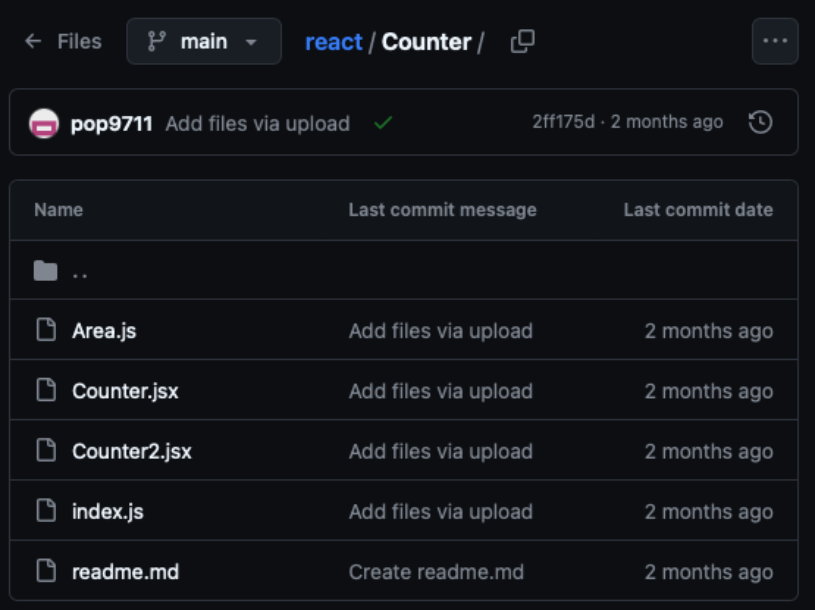 ← Files main react / Counter /
pop9711 Add files via upload 2ff175d · 2 months ago
Name Last commit message Last commit date
..
Area.js Add files via upload 2 months ago
Counter.jsx Add files via upload 2 months ago
Counter2.jsx Add files via upload 2 months ago
index.js Add files via upload 2 months ago
readme.md Create readme.md 2 months ago